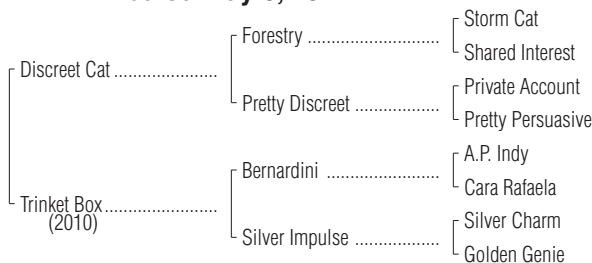 Forestry ........................................
Storm Cat
Shared Interest
Discreet Cat ........................
Pretty Discreet ..........................
Private Account
Pretty Persuasive
Bernardini ...................................
A.P. Indy
Cara Rafaela
Trinket Box ..........................
(2010)
Silver Impulse ..........................
Silver Charm
Golden Genie